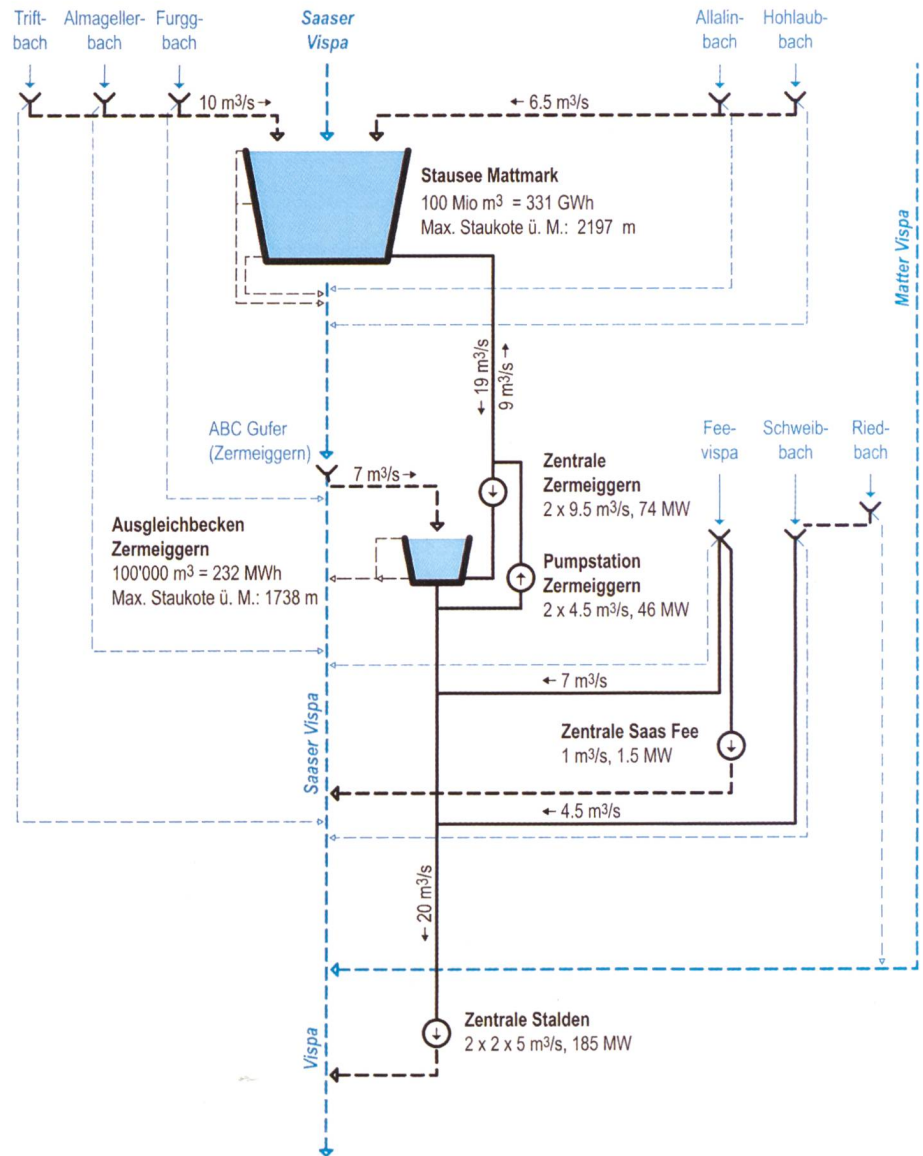 Trift-
bach
Almageller-
bach
Furgg-
bach
Saaser
Vispa
Allalin-
bach
Hohlaub-
bach
10 m³/s →
← 6.5 m³/s
Stausee Mattmark
100 Mio m³ = 331 GWh
Max. Staukote ü. M.: 2197 m
Matter Vispa
← 19 m³/s
9 m³/s →
ABC Gufer
(Zermeiggern)
7 m³/s →
Fee-
vispa
Schweib-
bach
Ried-
bach
Zentrale
Zermeiggern
2 x 9.5 m³/s, 74 MW
Ausgleichbecken
Zermeiggern
100'000 m³ = 232 MWh
Max. Staukote ü. M.: 1738 m
Pumpstation
Zermeiggern
2 x 4.5 m³/s, 46 MW
← 7 m³/s
Saaser Vispa
Zentrale Saas Fee
1 m³/s, 1.5 MW
← 4.5 m³/s
← 20 m³/s
Zentrale Stalden
2 x 2 x 5 m³/s, 185 MW
Vispa